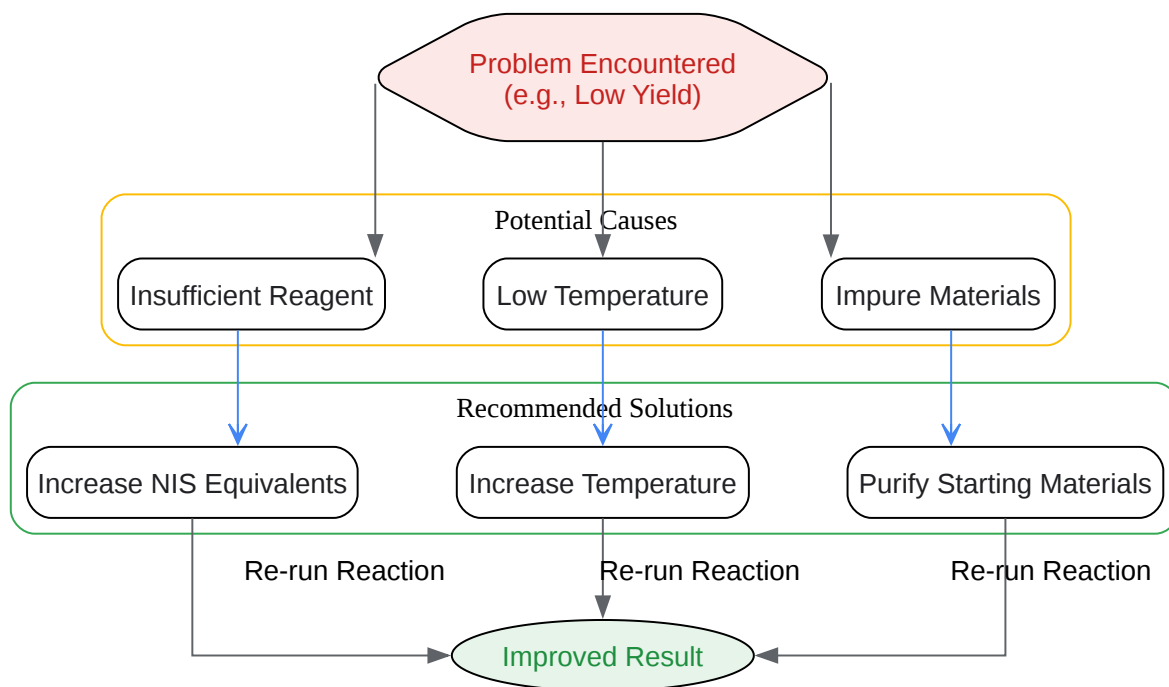 Problem Encountered
(e.g., Low Yield)
Potential Causes
Insufficient Reagent
Low Temperature
Impure Materials
Recommended Solutions
Increase NIS Equivalents
Increase Temperature
Purify Starting Materials
Re-run Reaction
Re-run Reaction
Re-run Reaction
Improved Result